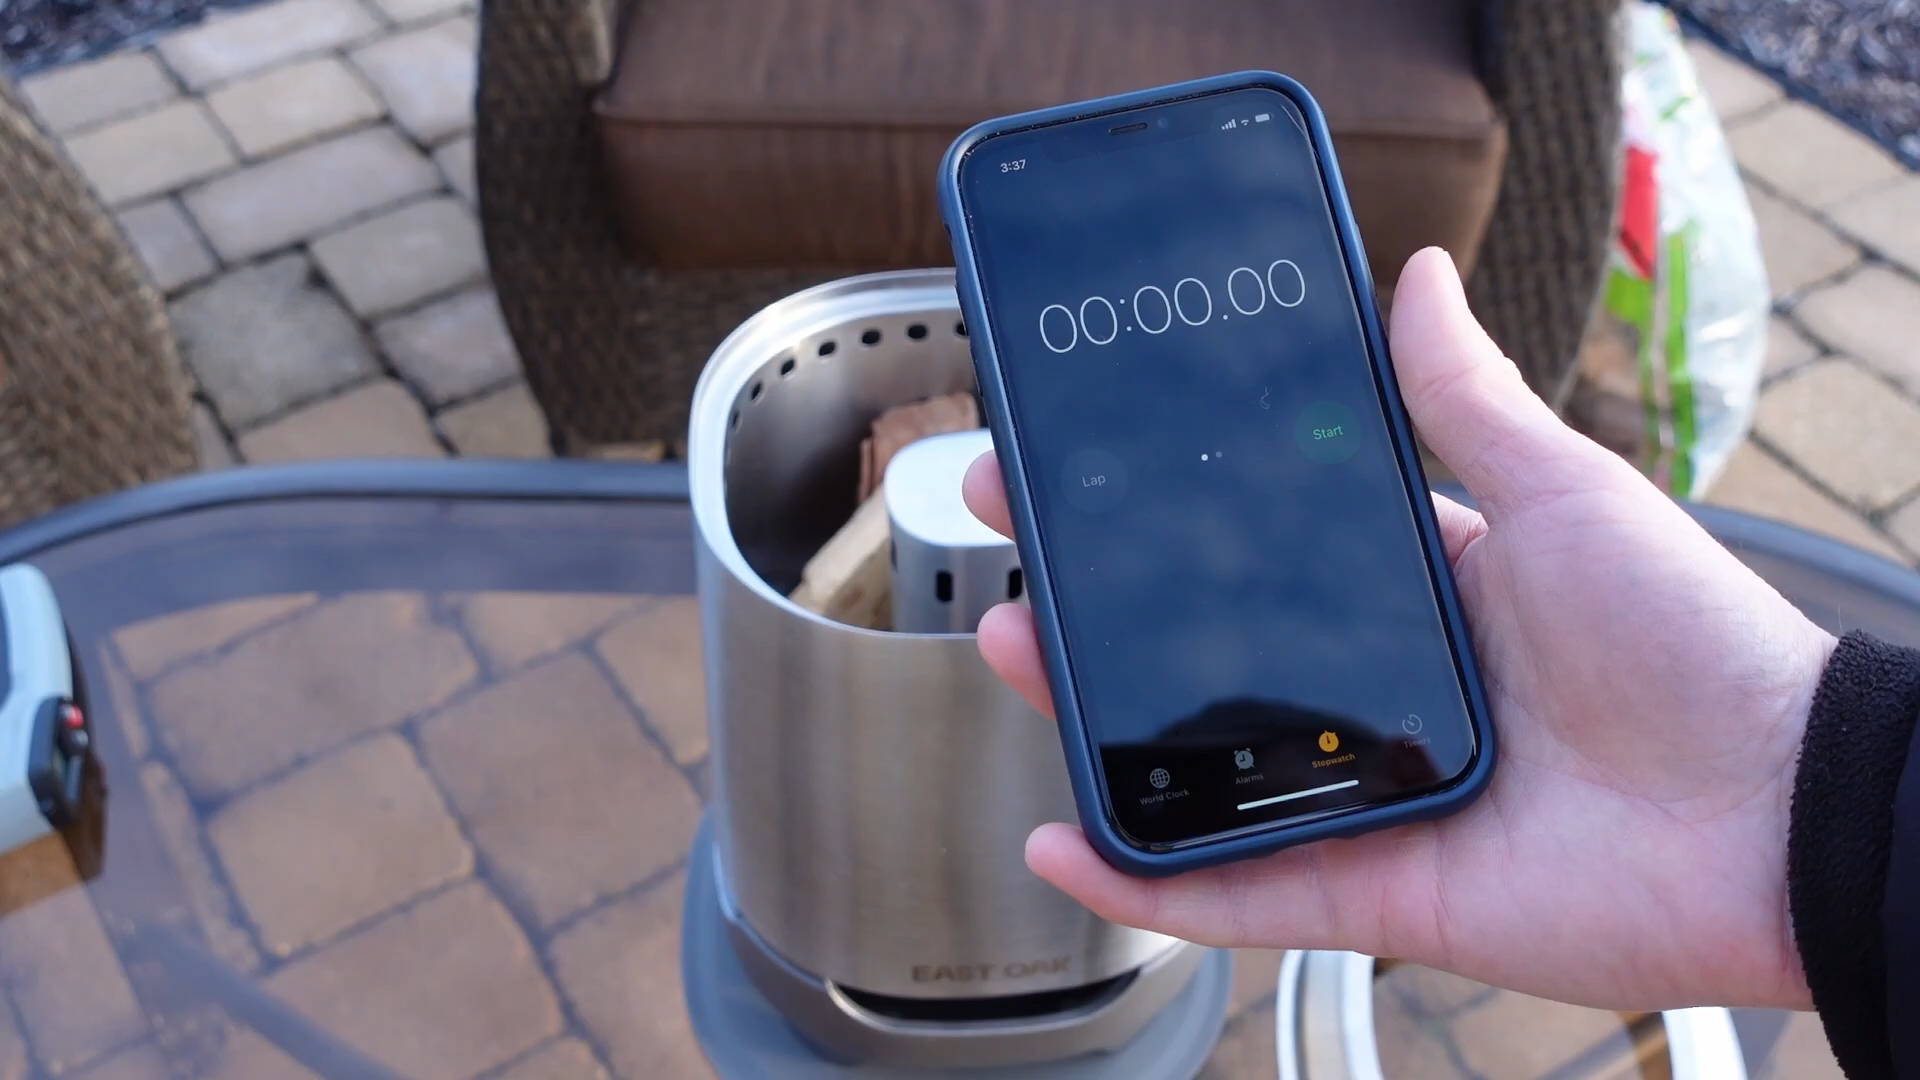 3:37
00:00.00
Start
Lap
World Clock
Alarms
Stopwatch
Timers
EAST OAK